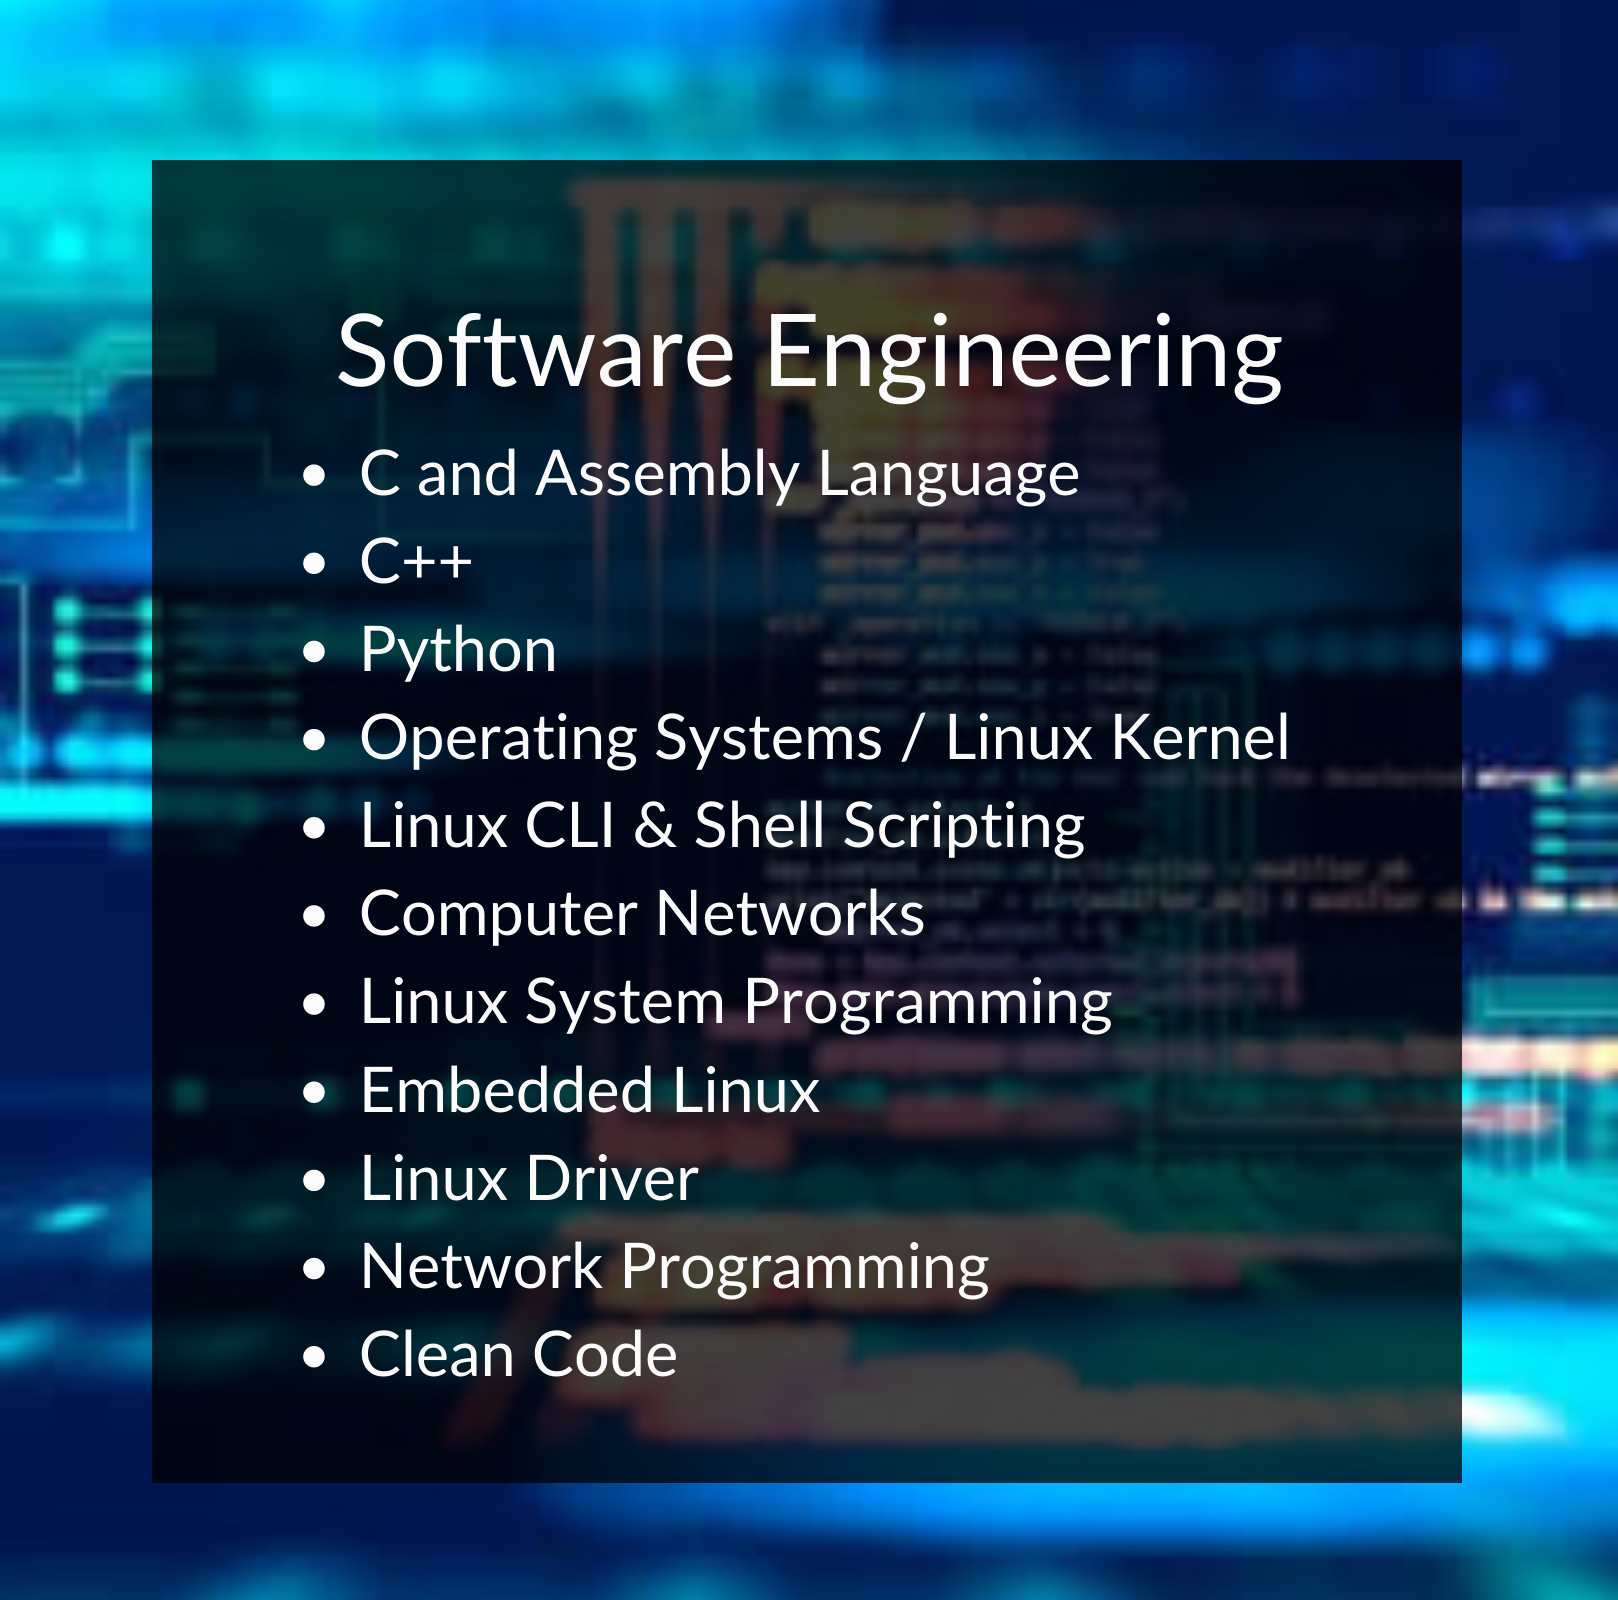 Software Engineering
• C and Assembly Language
• C++
• Python
• Operating Systems / Linux Kernel
• Linux CLI & Shell Scripting
• Computer Networks
• Linux System Programming
• Embedded Linux
• Linux Driver
• Network Programming
• Clean Code